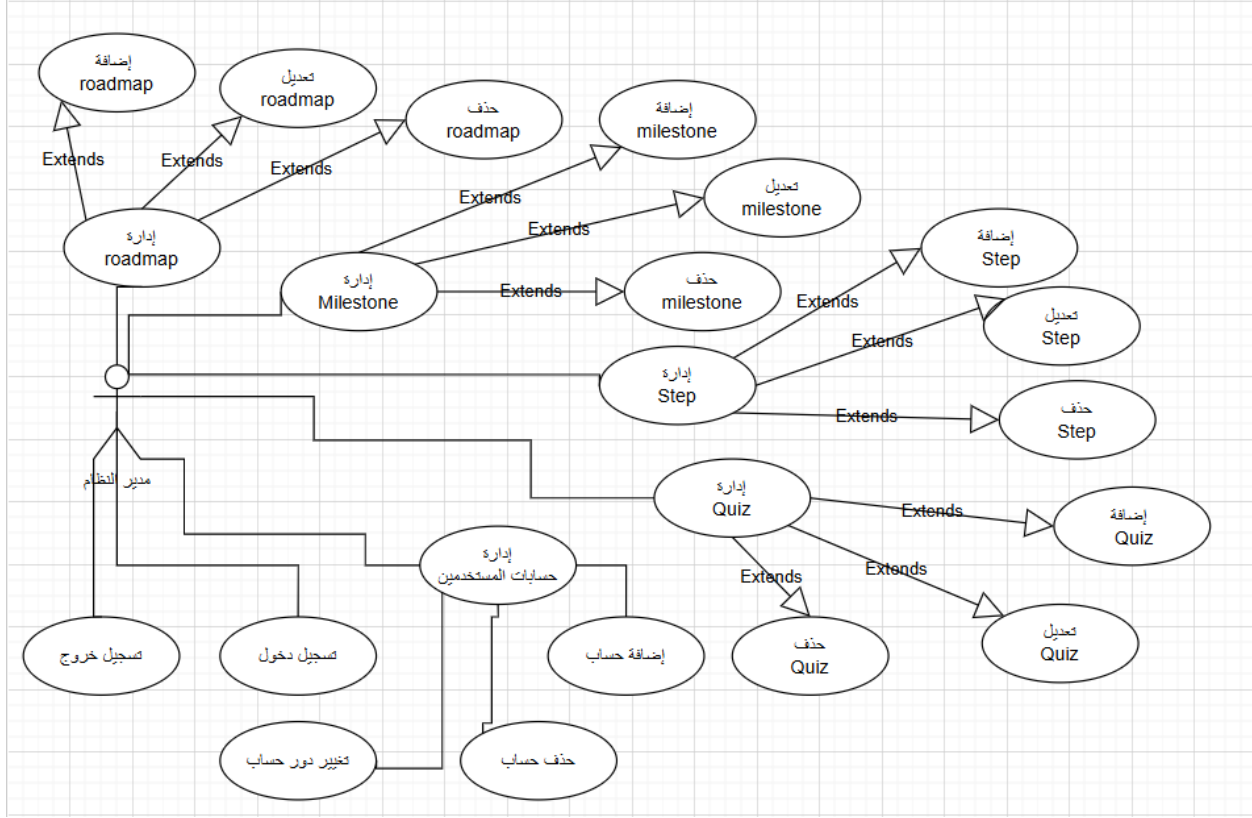 إضافة
roadmap
تعديل
roadmap
حذف
roadmap
إضافة
milestone
Extends
Extends
Extends
Extends
تعديل
milestone
Extends
إدارة
roadmap
إدارة
Milestone
Extends
حذف
milestone
إضافة
Step
Extends
تعديل
Step
Extends
إدارة
Step
Extends
حذف
Step
مدير النظام
إدارة
Quiz
Extends
إضافة
Quiz
إدارة
حسابات المستخدمين
Extends
Extends
تسجيل خروج
تسجيل دخول
إضافة حساب
حذف
Quiz
تعديل
Quiz
تغيير دور حساب
حذف حساب